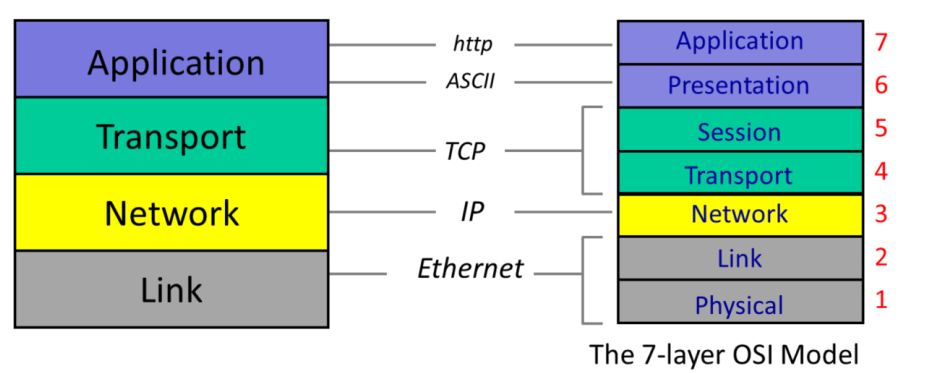 Application
Transport
Network
Link
http
ASCII
TCP
IP
Ethernet
Application 7
Presentation 6
Session 5
Transport 4
Network 3
Link 2
Physical 1
The 7-layer OSI Model